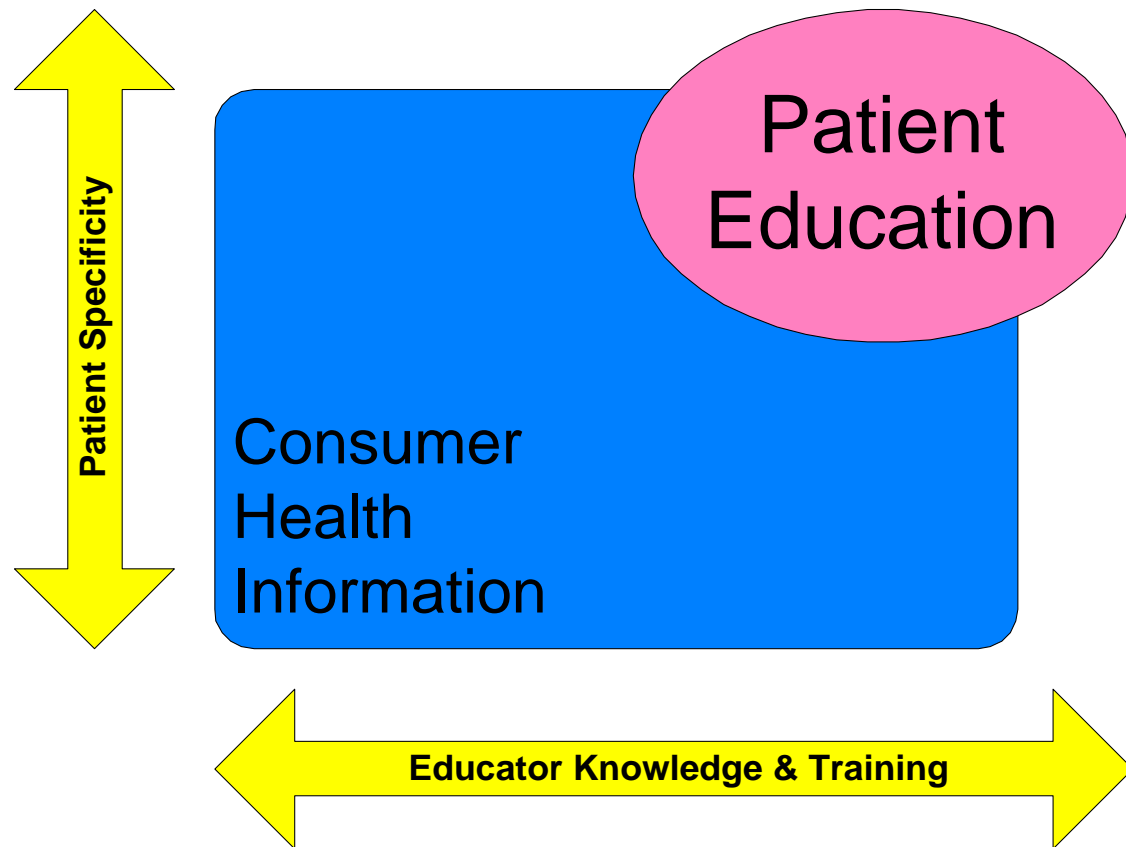 Patient
Education
Patient Specificity
Consumer
Health
Information
Educator Knowledge & Training